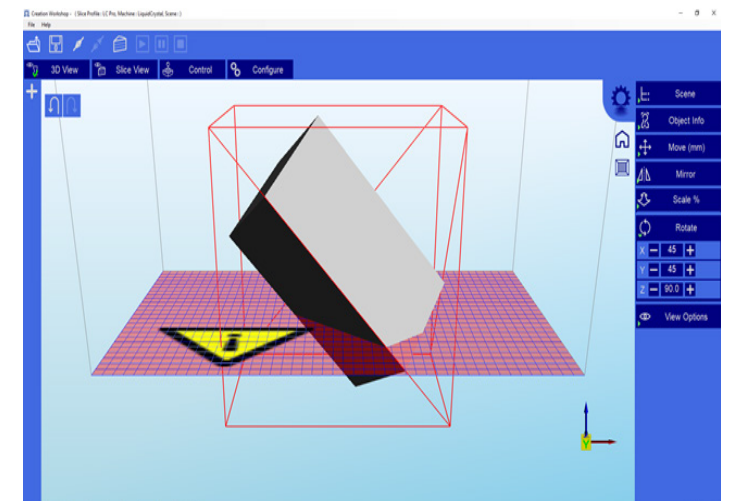 Creation Workshop - (Slice Profile : LC Pro, Machine : LiquidCrystal, Scene : )
File Help
3D View Slice View Control Configure
Scene
Object Info
Move (mm)
Mirror
Scale %
Rotate
X 45
Y 45
Z 90.0
View Options
i
Y